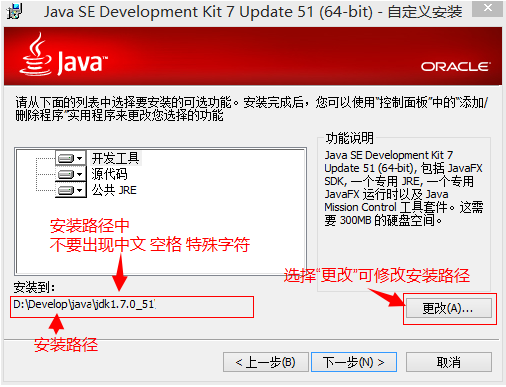 Java SE Development Kit 7 Update 51 (64-bit) - 自定义安装
Java™
ORACLE
请从下面的列表中选择要安装的可选功能。安装完成后，您可以使用"控制面板"中的"添加/
删除程序"实用程序来更改您选择的功能
开发工具
源代码
公共 JRE
功能说明
Java SE Development Kit 7
Update 51 (64-bit), 包括 JavaFX
SDK, 一个专用 JRE, 一个专用
JavaFX 运行时以及 Java
Mission Control 工具套件。这需
要 300MB 的硬盘空间。
安装路径中
不要出现中文 空格 特殊字符
选择"更改"可修改安装路径
安装到:
D:\Develop\java\jdk1.7.0_51\
更改(A)...
安装路径
< 上一步(B)
下一步(N) >
取消